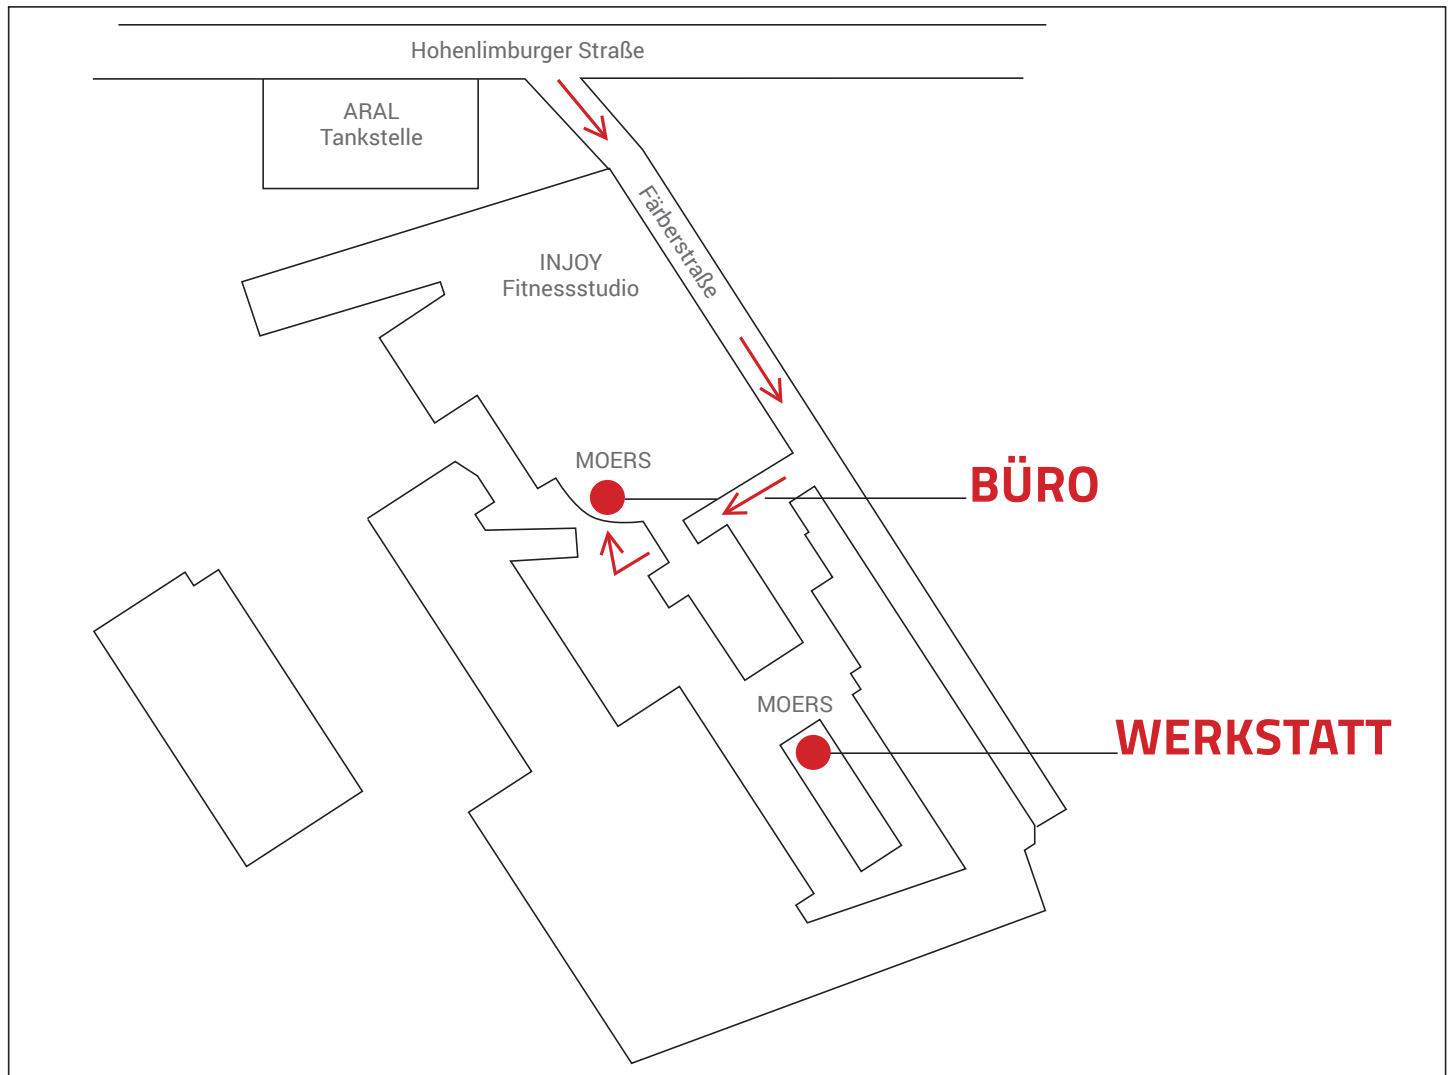 Hohenlimburger Straße
ARAL
Tankstelle
Färberstraße
INJOY
Fitnessstudio
MOERS
BÜRO
MOERS
WERKSTATT